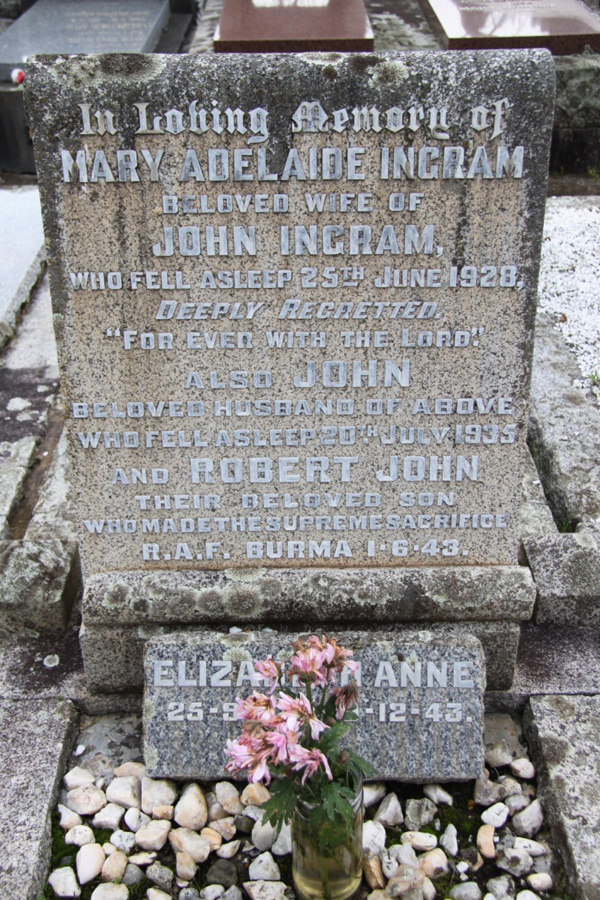 In Loving Memory of
MARY ADELAIDE INGRAM
BELOVED WIFE OF
JOHN INGRAM,
WHO FELL ASLEEP 25TH JUNE 1928,
DEEPLY REGRETTED.
"FOR EVER WITH THE LORD."
ALSO JOHN
BELOVED HUSBAND OF ABOVE
WHO FELL ASLEEP 20TH JULY 1935
AND ROBERT JOHN
THEIR BELOVED SON
WHO MADE THE SUPREME SACRIFICE
R.A.F. BURMA 1·6·43.
ANNE
-12-43.